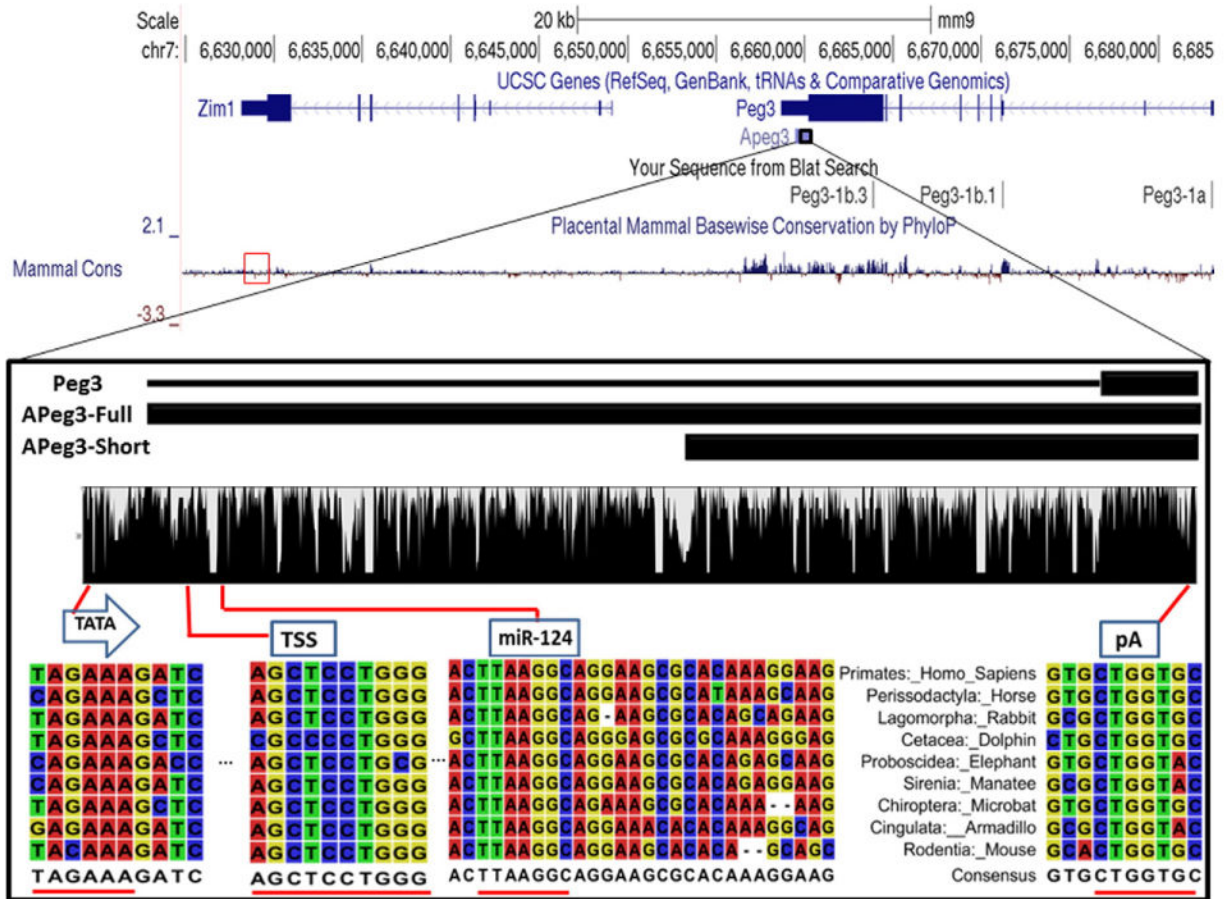 Scale 20 kb mm9
chr7: 6,630,000 6,635,000 6,640,000 6,645,000 6,650,000 6,655,000 6,660,000 6,665,000 6,670,000 6,675,000 6,680,000 6,685
UCSC Genes (RefSeq, GenBank, tRNAs & Comparative Genomics)
Zim1 Peg3
Apeg3
Your Sequence from Blat Search
Peg3-1b.3 Peg3-1b.1 Peg3-1a
2.1 Placental Mammal Basewise Conservation by PhyloP
Mammal Cons
-3.3
Peg3
APeg3-Full
APeg3-Short
TATA TSS miR-124 pA
TAGAAAGATC AGCTCCTGGG ACTTAAGGCAGGAAGCGCACAAAGGAAG Primates:_Homo_Sapiens GTGCTGGTGC
CAGAAAGATC AGCTCCTGGG ACTTAAGGCAGGAAGCGCATAAAGCAAG Perissodactyla:_Horse GTGCTGGTGC
TAGAAAGATC AGCTCCTGGG ACTTAAGGCAG-AAGCGCACAGCAGAAG Lagomorpha:_Rabbit GCGCTGGTGC
TAGAAAGCTC CGCCCCTGGG GCTTAAGGCAGGGAGCGCGCAAAGGGAG Cetacea:_Dolphin CTGCTGGTGC
CAGAAAGACC ... AGCTCCTGCG ... ACTTAAGGCAGGAAGCGCACAGAGCAAG Proboscidea:_Elephant GTGCTGGTAC
CAGAAAGATC AGCTCCTGGG ACTTAAGGCAGGAAGCGCACAGAGGAAG Sirenia:_Manatee GCGCTGGTGC
TAGAAAGCTC AGCTCCTGGG ACTTAAGGCAGAAAGCGCACAAA--AAG Chiroptera:_Microbat GTGCTGGTGC
GAGAAAGATC AGCTCCTGGG ACTTAAGGCAGGAAACACACAAAGGCAG Cingulata:__Armadillo GCGCTGGTAC
TACAAAGATC AGCTCCTGGG ACTTAAGGCAGGAAACACACA--GCAGC Rodentia:_Mouse GCACTGGTGC
TAGAAAGATC AGCTCCTGGG ACTTAAGGCAGGAAGCGCACAAAGGAAG Consensus GTGCTGGTGC